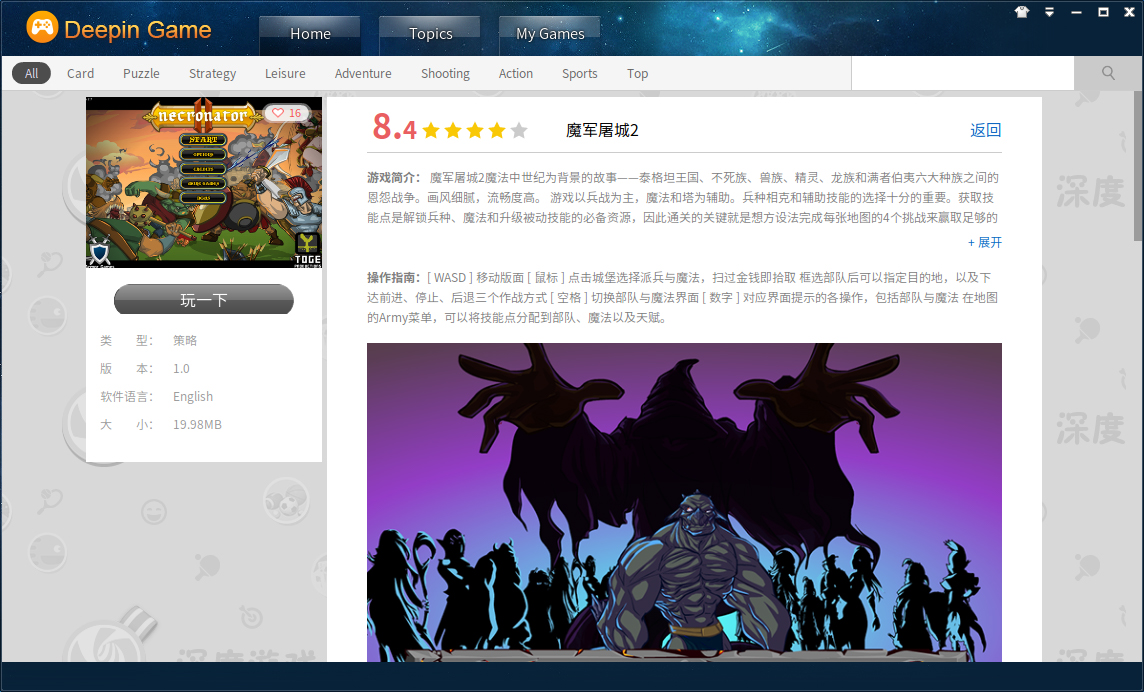 Deepin Game
Home
Topics
My Games
All
Card
Puzzle
Strategy
Leisure
Adventure
Shooting
Action
Sports
Top
necronator
II
16
START
OPTIONS
CREDITS
MORE GAMES
TOGE
玩一下
类 型： 策略
版 本： 1.0
软件语言： English
大 小： 19.98MB
8.4
魔军屠城2
返回
游戏简介： 魔军屠城2魔法中世纪为背景的故事——泰格坦王国、不死族、兽族、精灵、龙族和满者伯夷六大种族之间的
恩怨战争。画风细腻，流畅度高。 游戏以兵战为主，魔法和塔为辅助。兵种相克和辅助技能的选择十分的重要。获取技
能点是解锁兵种、魔法和升级被动技能的必备资源，因此通关的关键就是想方设法完成每张地图的4个挑战来赢取足够的
+ 展开
操作指南：[ WASD ] 移动版面 [ 鼠标 ] 点击城堡选择派兵与魔法，扫过金钱即拾取 框选部队后可以指定目的地，以及下
达前进、停止、后退三个作战方式 [ 空格 ] 切换部队与魔法界面 [ 数字 ] 对应界面提示的各操作，包括部队与魔法 在地图
的Army菜单，可以将技能点分配到部队、魔法以及天赋。
深度
深度
深度游戏